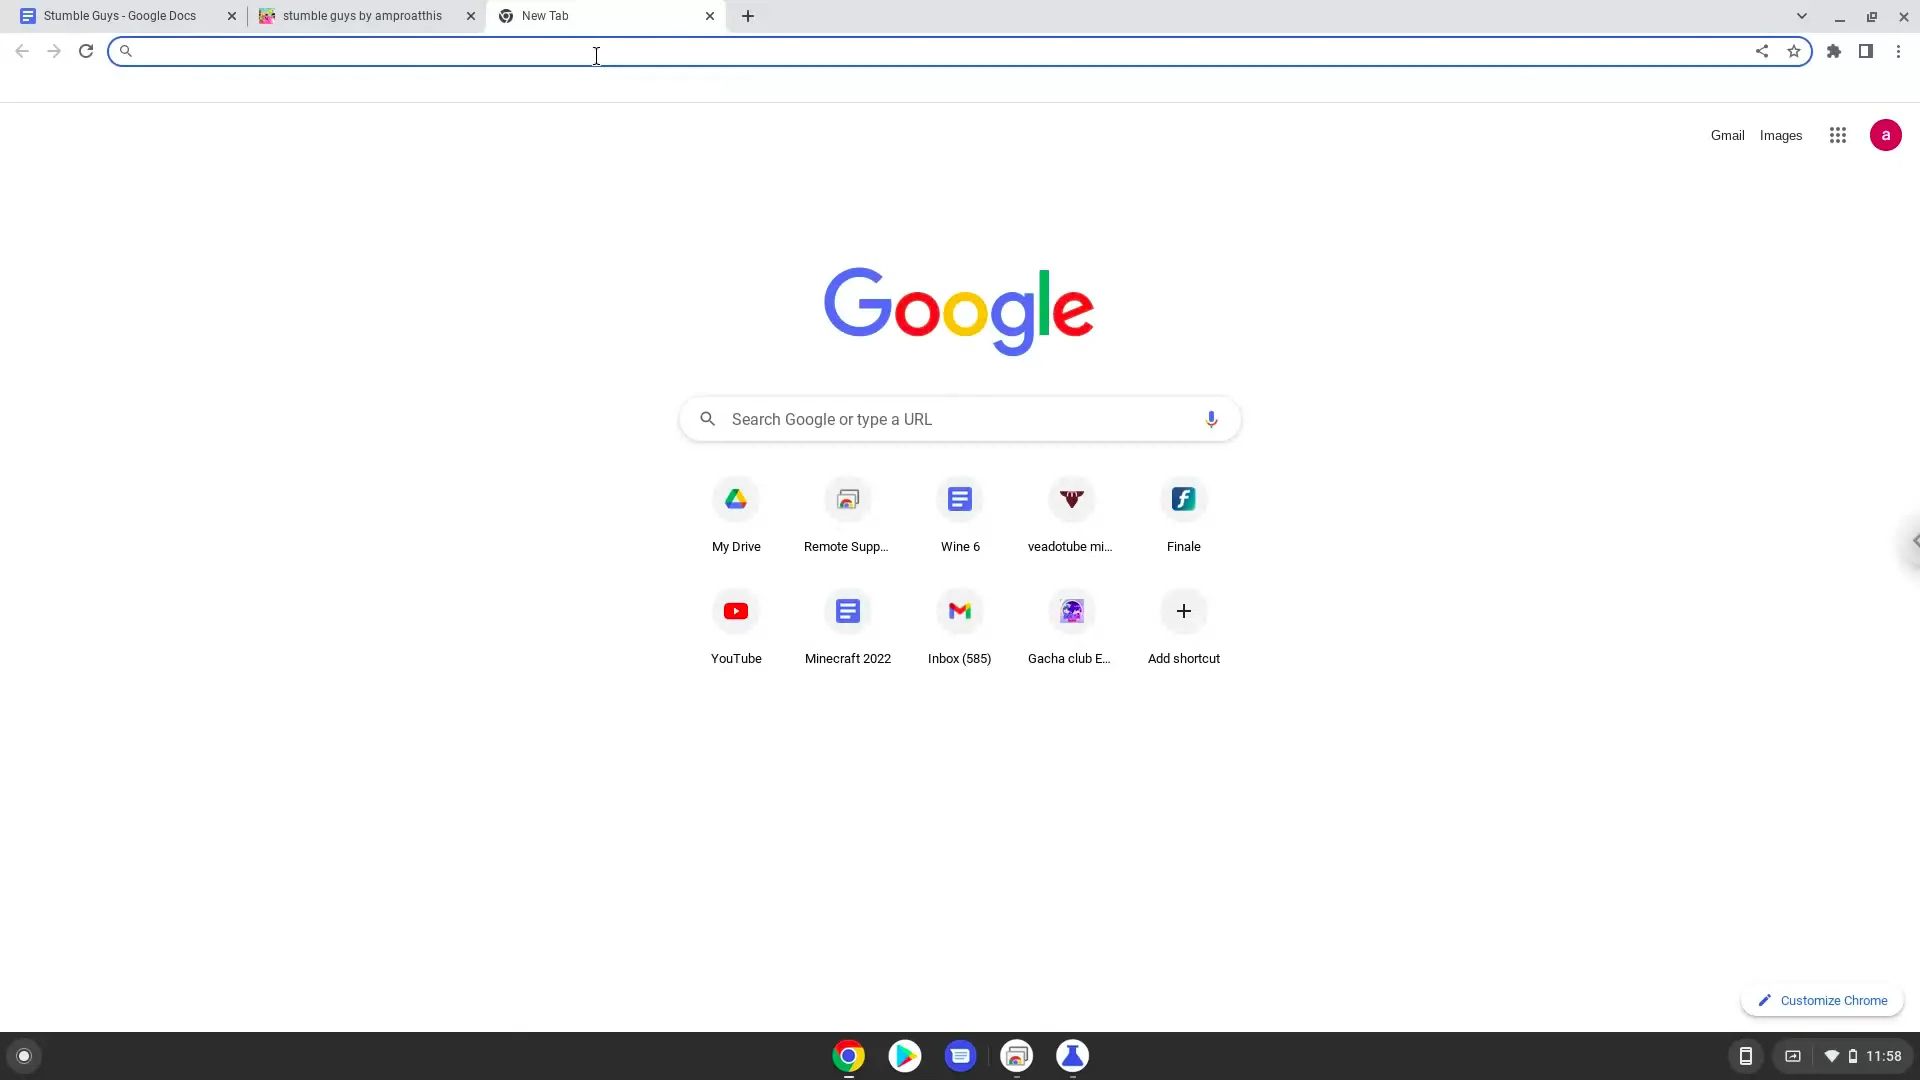 Stumble Guys - Google Docs
stumble guys by amproatthis
New Tab
Gmail Images a
Google
Search Google or type a URL
My Drive Remote Supp... Wine 6 veadotube mi... Finale
YouTube Minecraft 2022 Inbox (585) Gacha club E... Add shortcut
Customize Chrome
11:58